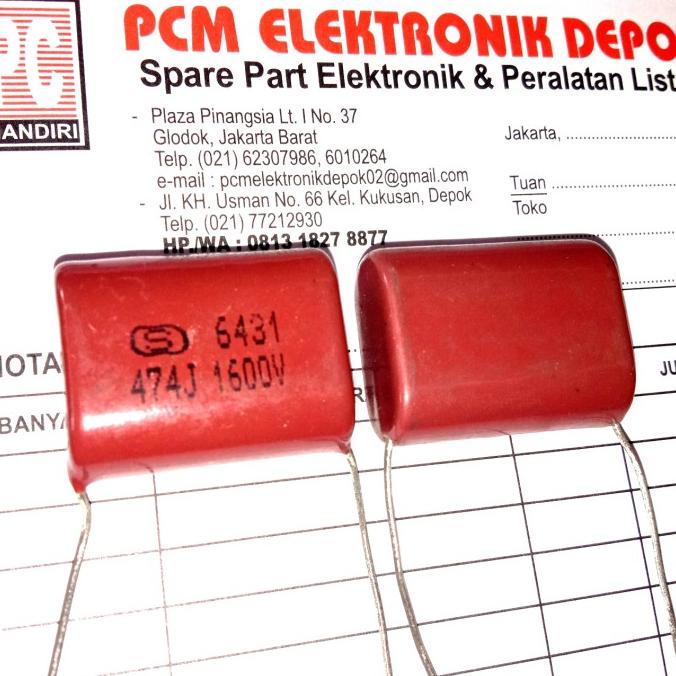 PC
ANDIRI
PCM ELEKTRONIK DEPO
Spare Part Elektronik & Peralatan List
- Plaza Pinangsia Lt. I No. 37
Glodok, Jakarta Barat
Telp. (021) 62307986, 6010264
e-mail : pcmelektronikdepok02@gmail.com
- Jl. KH. Usman No. 66 Kel. Kukusan, Depok
Telp. (021) 77212930
HP./WA : 0813 1827 8877
Jakarta, ....................
Tuan ....................
Toko
S 6431
474J 1600V
NOTA
BANYA
JU